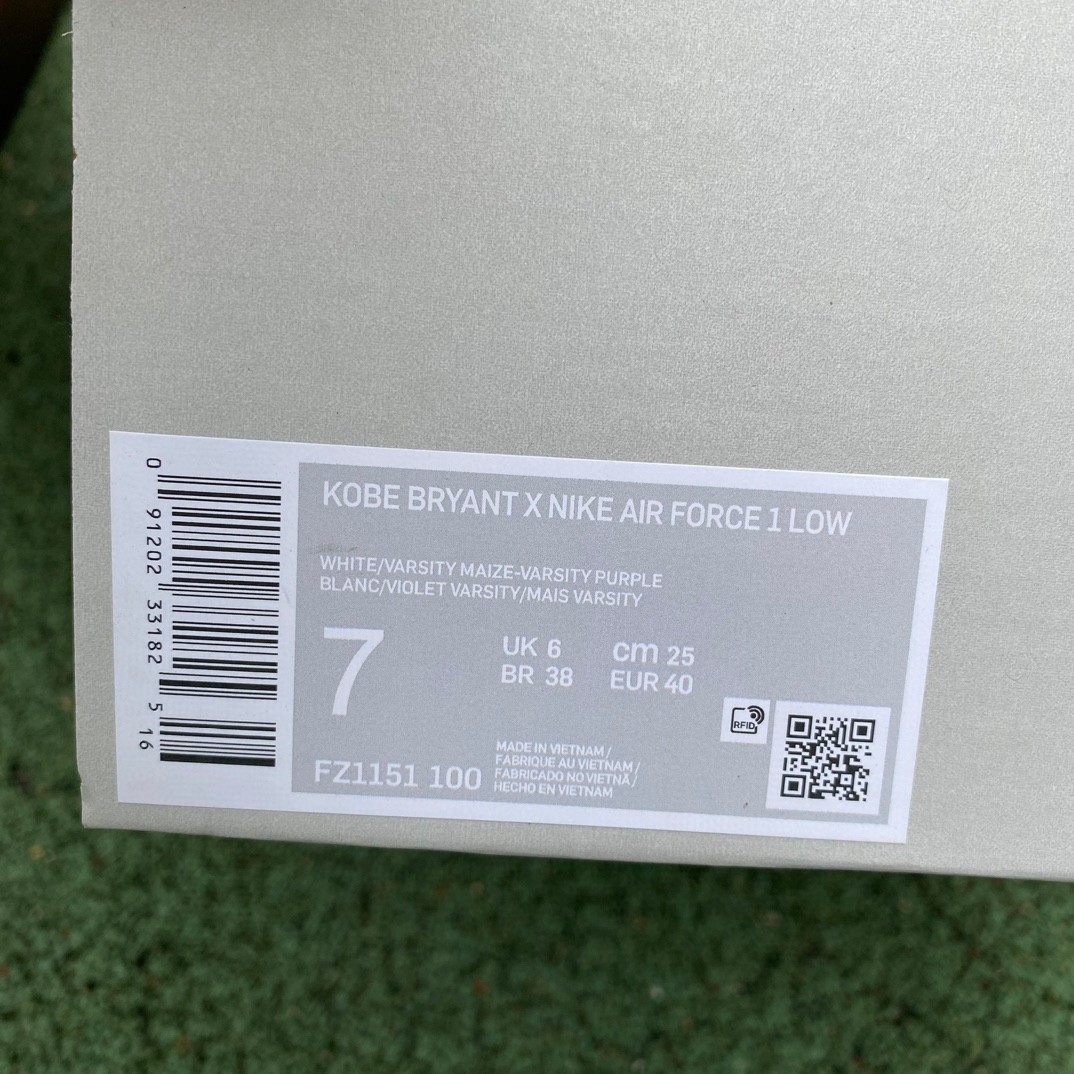 0 91202 33182 5 16
KOBE BRYANT X NIKE AIR FORCE 1 LOW
WHITE/VARSITY MAIZE-VARSITY PURPLE
BLANC/VIOLET VARSITY/MAIS VARSITY
7
UK 6 cm 25
BR 38 EUR 40
RFID
FZ1151 100
MADE IN VIETNAM /
FABRIQUE AU VIETNAM /
FABRICADO NO VIETNÃ /
HECHO EN VIETNAM